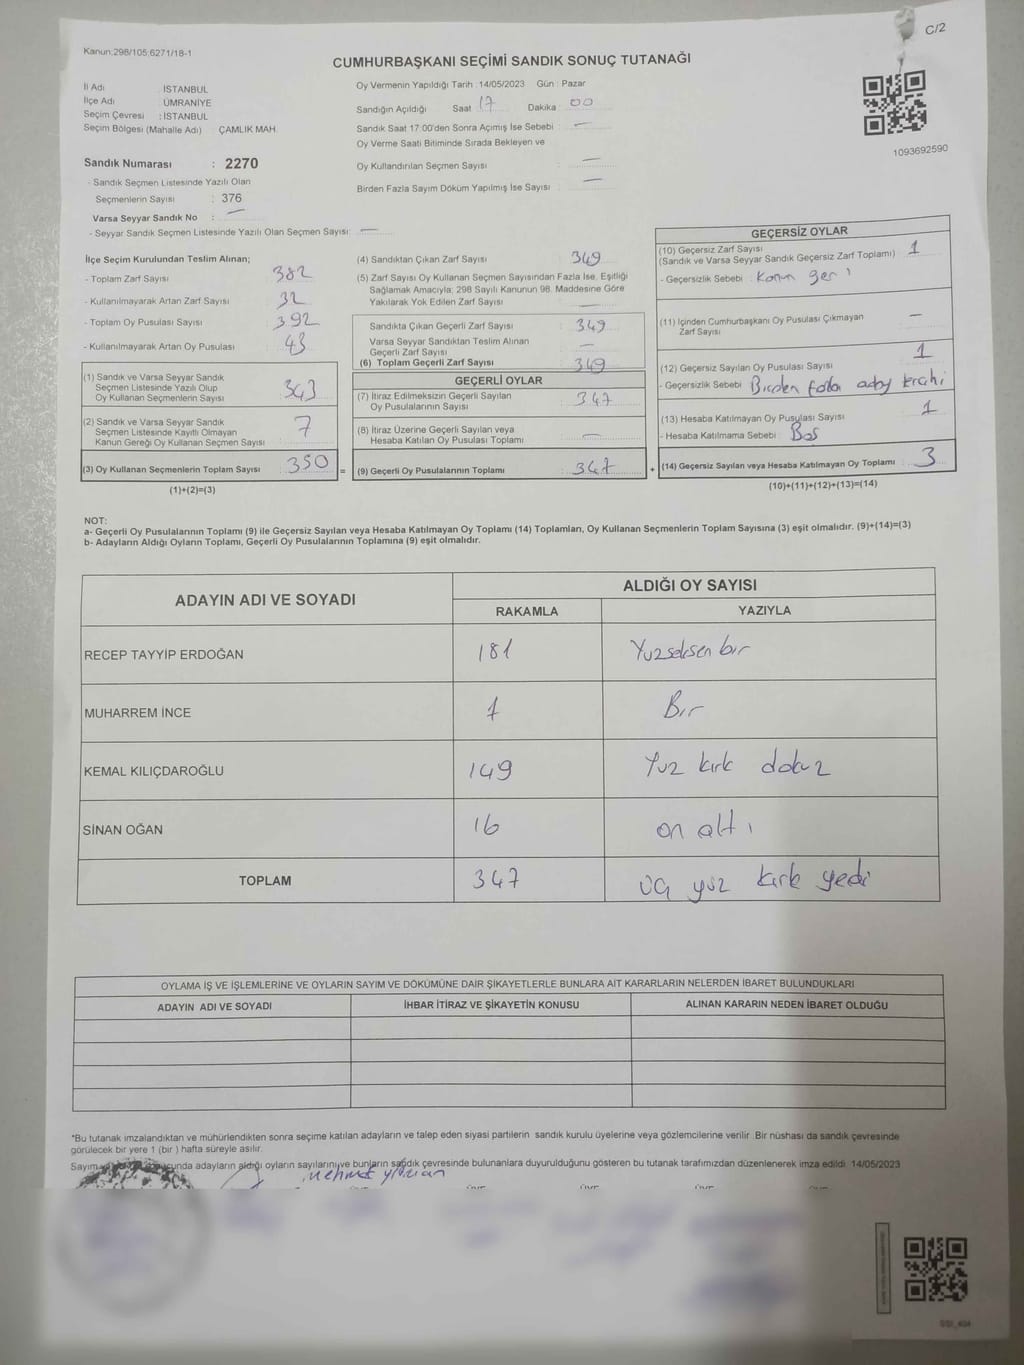 C/2
Kanun;298/105;6271/18-1
CUMHURBAŞKANI SEÇİMİ SANDIK SONUÇ TUTANAĞI
İl Adı : İSTANBUL
İlçe Adı : ÜMRANİYE
Seçim Çevresi : İSTANBUL
Seçim Bölgesi (Mahalle Adı) : ÇAMLIK MAH.
Oy Vermenin Yapıldığı Tarih : 14/05/2023 Gün : Pazar
Sandığın Açıldığı Saat 17 Dakika 00
Sandık Saat 17:00'den Sonra Açımış İse Sebebi : —
Oy Verme Saati Bitiminde Sırada Bekleyen ve
Oy Kullandırılan Seçmen Sayısı : —
Birden Fazla Sayım Döküm Yapılmış İse Sayısı : —
1093692590
Sandık Numarası : 2270
- Sandık Seçmen Listesinde Yazılı Olan
Seçmenlerin Sayısı : 376
Varsa Seyyar Sandık No : —
- Seyyar Sandık Seçmen Listesinde Yazılı Olan Seçmen Sayısı: —
İlçe Seçim Kurulundan Teslim Alınan;
- Toplam Zarf Sayısı : 382
- Kullanılmayarak Artan Zarf Sayısı : 32
- Toplam Oy Pusulası Sayısı : 392
- Kullanılmayarak Artan Oy Pusulası : 43
(1) Sandık ve Varsa Seyyar Sandık
Seçmen Listesinde Yazılı Olup
Oy Kullanan Seçmenlerin Sayısı : 343
(2) Sandık ve Varsa Seyyar Sandık
Seçmen Listesinde Kayıtlı Olmayan
Kanun Gereği Oy Kullanan Seçmen Sayısı : 7
(3) Oy Kullanan Seçmenlerin Toplam Sayısı : 350 =
(1)+(2)=(3)
(4) Sandıktan Çıkan Zarf Sayısı : 349
(5) Zarf Sayısı Oy Kullanan Seçmen Sayısından Fazla İse, Eşitliği
Sağlamak Amacıyla; 298 Sayılı Kanunun 98. Maddesine Göre
Yakılarak Yok Edilen Zarf Sayısı : —
Sandıkta Çıkan Geçerli Zarf Sayısı : 349
Varsa Seyyar Sandıktan Teslim Alınan
Geçerli Zarf Sayısı : —
(6) Toplam Geçerli Zarf Sayısı : 349
GEÇERLİ OYLAR
(7) İtiraz Edilmeksizin Geçerli Sayılan
Oy Pusulalarının Sayısı : 347
(8) İtiraz Üzerine Geçerli Sayılan veya
Hesaba Katılan Oy Pusulası Toplamı : —
(9) Geçerli Oy Pusulalarının Toplamı : 347 +
GEÇERSİZ OYLAR
(10) Geçersiz Zarf Sayısı
(Sandık ve Varsa Seyyar Sandık Geçersiz Zarf Toplamı) : 1
- Geçersizlik Sebebi :
(11) İçinden Cumhurbaşkanı Oy Pusulası Çıkmayan
Zarf Sayısı : —
(12) Geçersiz Sayılan Oy Pusulası Sayısı : 1
- Geçersizlik Sebebi : Birden fazla aday tercihi
(13) Hesaba Katılmayan Oy Pusulası Sayısı : 1
- Hesaba Katılmama Sebebi : Boş
(14) Geçersiz Sayılan veya Hesaba Katılmayan Oy Toplamı : 3
(10)+(11)+(12)+(13)=(14)
NOT:
a- Geçerli Oy Pusulalarının Toplamı (9) ile Geçersiz Sayılan veya Hesaba Katılmayan Oy Toplamı (14) Toplamları, Oy Kullanan Seçmenlerin Toplam Sayısına (3) eşit olmalıdır. (9)+(14)=(3)
b- Adayların Aldığı Oyların Toplamı, Geçerli Oy Pusulalarının Toplamına (9) eşit olmalıdır.
ADAYIN ADI VE SOYADI
ALDIĞI OY SAYISI
RAKAMLA YAZIYLA
RECEP TAYYİP ERDOĞAN 181 Yuzseksen bir
MUHARREM İNCE 1 Bir
KEMAL KILIÇDAROĞLU 149 Yuz kırk dokuz
SİNAN OĞAN 16 on altı
TOPLAM 347 üç yüz kırk yedi
OYLAMA İŞ VE İŞLEMLERİNE VE OYLARIN SAYIM VE DÖKÜMÜNE DAİR ŞİKAYETLERLE BUNLARA AİT KARARLARIN NELERDEN İBARET BULUNDUKLARI
ADAYIN ADI VE SOYADI İHBAR İTİRAZ VE ŞİKAYETİN KONUSU ALINAN KARARIN NEDEN İBARET OLDUĞU
*Bu tutanak imzalandıktan ve mühürlendikten sonra seçime katılan adayların ve talep eden siyasi partilerin sandık kurulu üyelerine veya gözlemcilerine verilir. Bir nüshası da sandık çevresinde
görülecek bir yere 1 (bir ) hafta süreyle asılır.
Sayım adayların aldığı oyların sayılarını ve bunların sandık çevresinde bulunanlara duyurulduğunu gösteren bu tutanak tarafımızdan düzenlenerek imza edildi. 14/05/2023